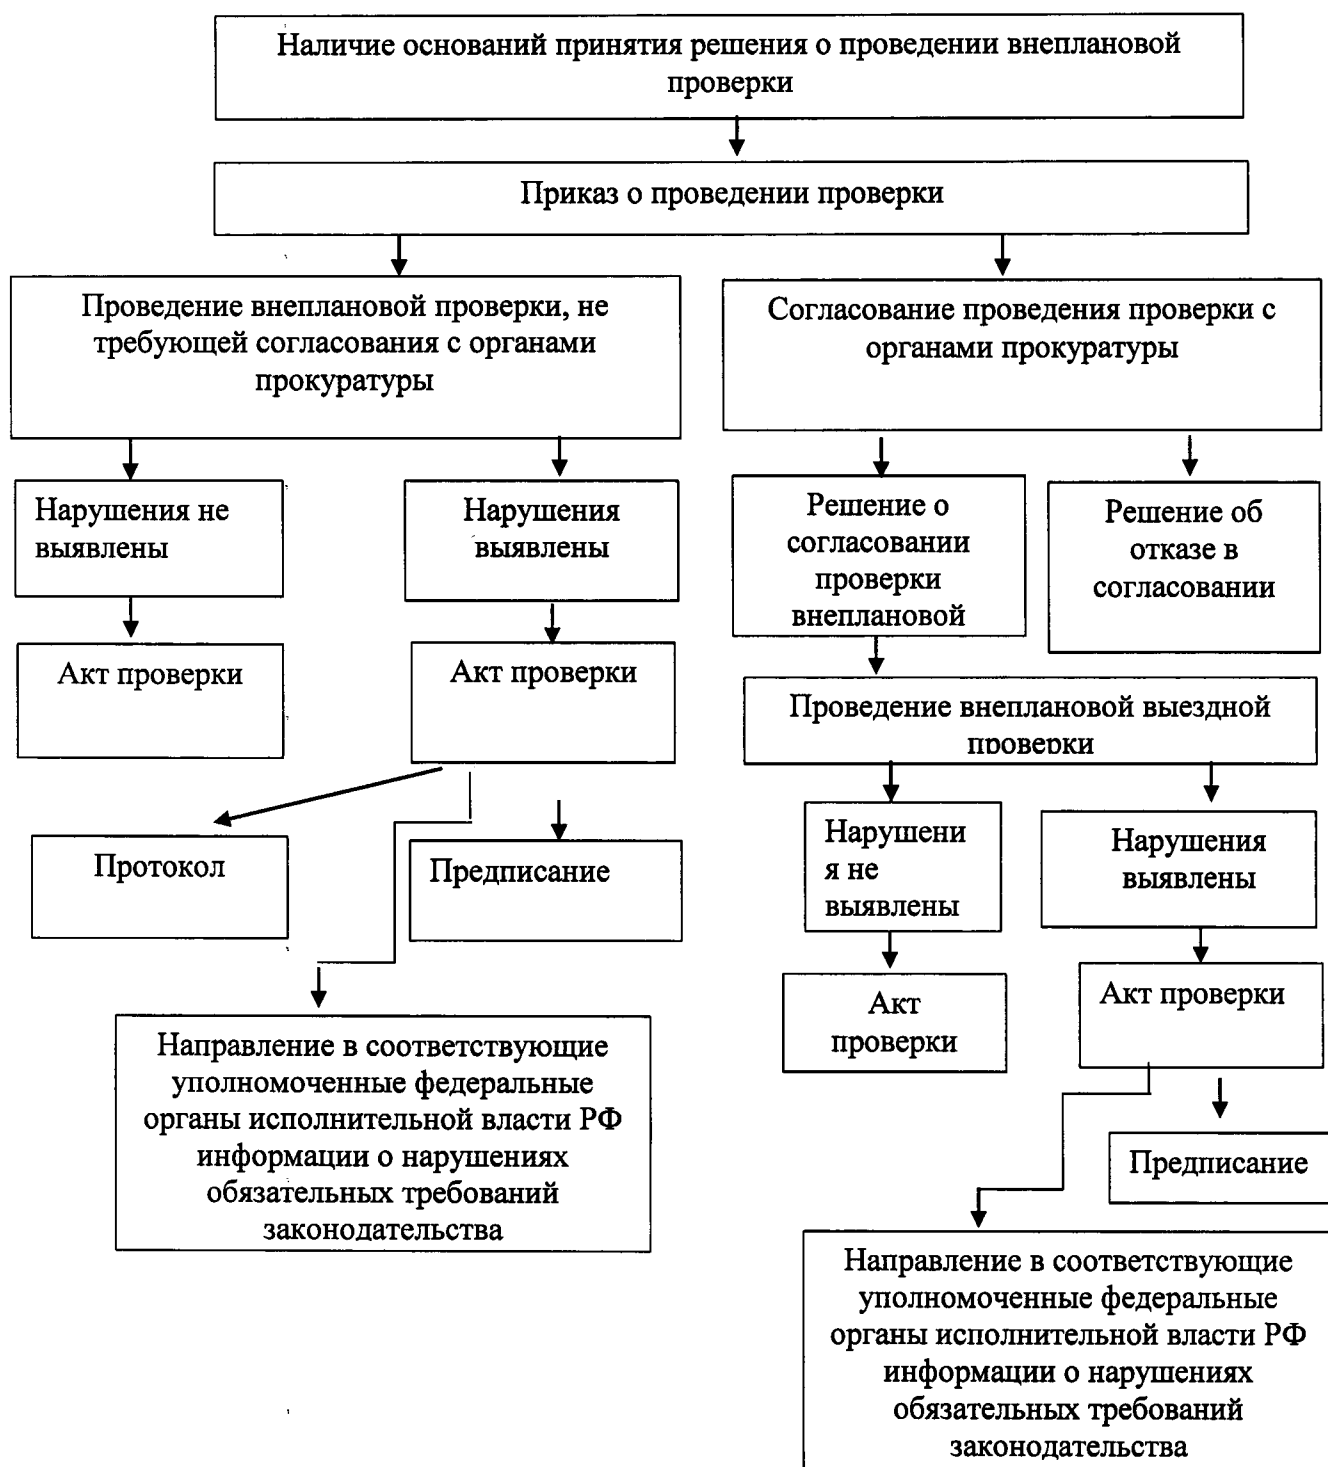 Наличие оснований принятия решения о проведении внеплановой
проверки
Приказ о проведении проверки
Проведение внеплановой проверки, не
требующей согласования с органами
прокуратуры
Согласование проведения проверки с
органами прокуратуры
Нарушения не
выявлены
Нарушения
выявлены
Решение о
согласовании
проверки
внеплановой
Решение об
отказе в
согласовании
Акт проверки
Акт проверки
Проведение внеплановой выездной
проверки
Протокол
Предписание
Нарушени
я не
выявлены
Нарушения
выявлены
Акт
проверки
Акт проверки
Направление в соответствующие
уполномоченные федеральные
органы исполнительной власти РФ
информации о нарушениях
обязательных требований
законодательства
Предписание
Направление в соответствующие
уполномоченные федеральные
органы исполнительной власти РФ
информации о нарушениях
обязательных требований
законодательства